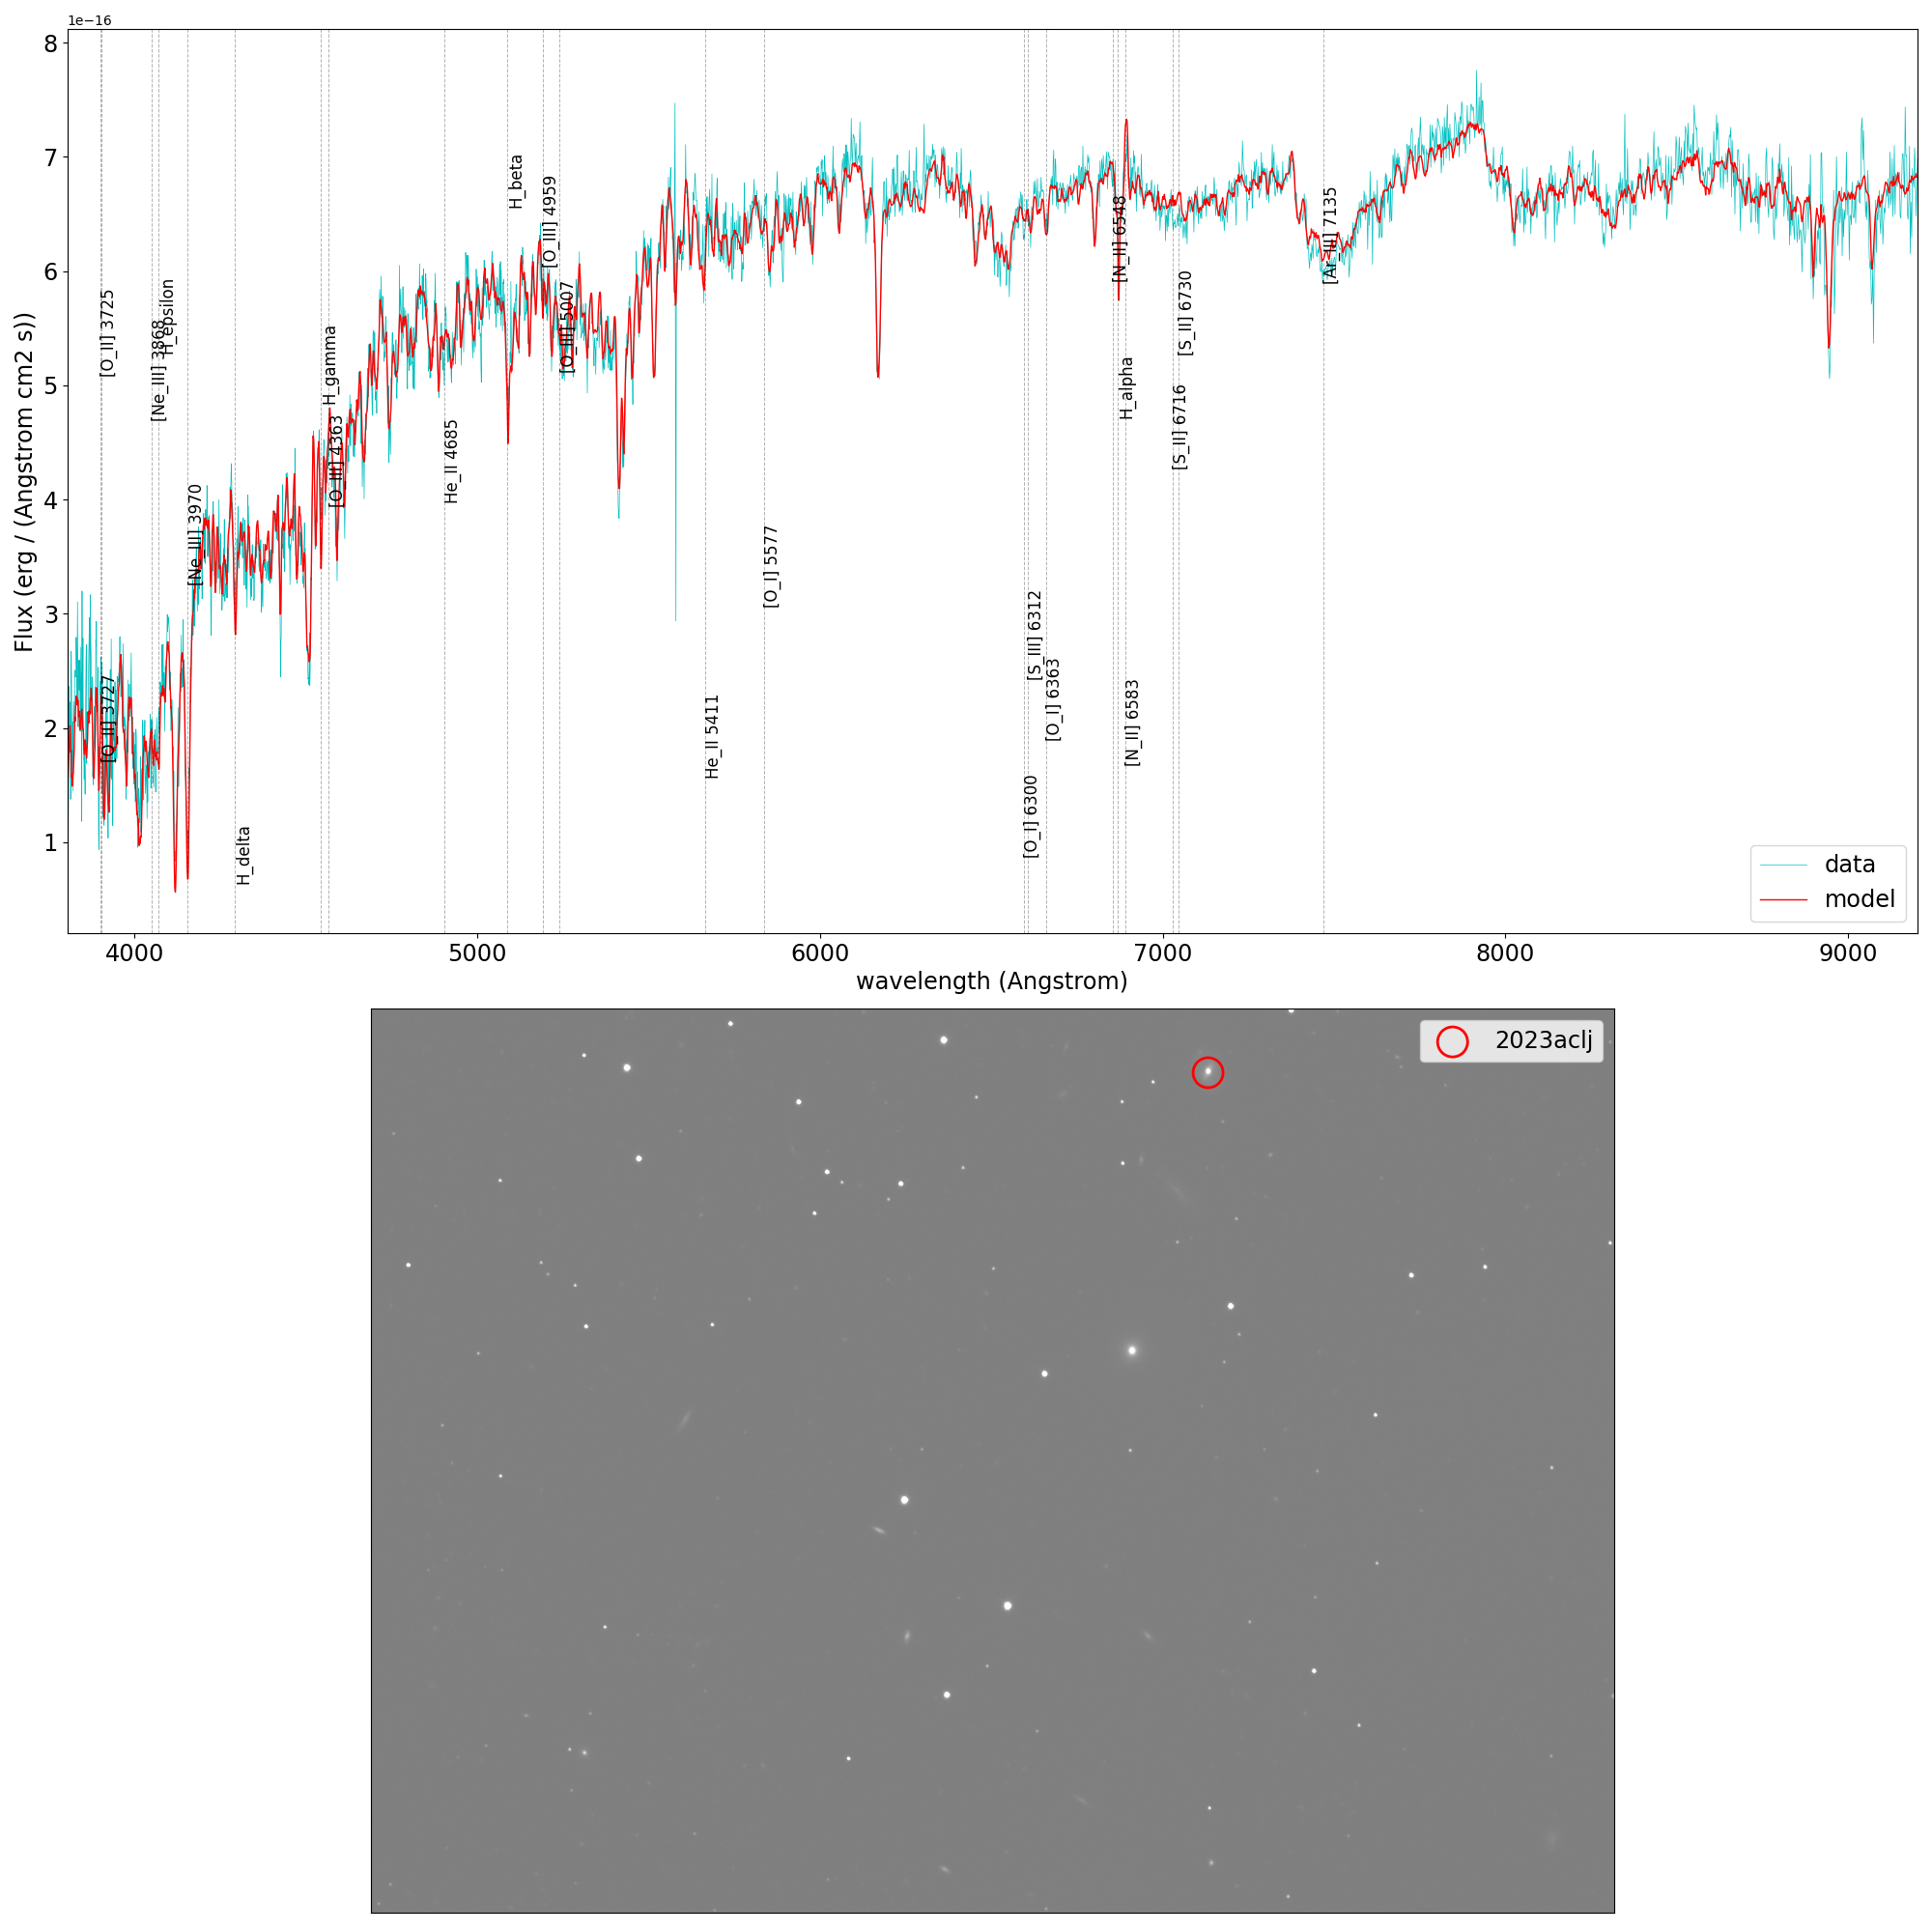 1e−16
8
7
6
5
4
3
2
1
Flux (erg / (Angstrom cm2 s))
[O_II] 3725
[O_II] 3727
[Ne_III] 3868
H_epsilon
[Ne_III] 3970
H_delta
H_gamma
[O_III] 4363
He_II 4685
H_beta
[O_III] 4959
[O_III] 5007
He_II 5411
[O_I] 5577
[O_I] 6300
[S_III] 6312
[O_I] 6363
[N_II] 6548
H_alpha
[N_II] 6583
[S_II] 6716
[S_II] 6730
[Ar_III] 7135
data
model
4000 5000 6000 7000 8000 9000
wavelength (Angstrom)
2023aclj